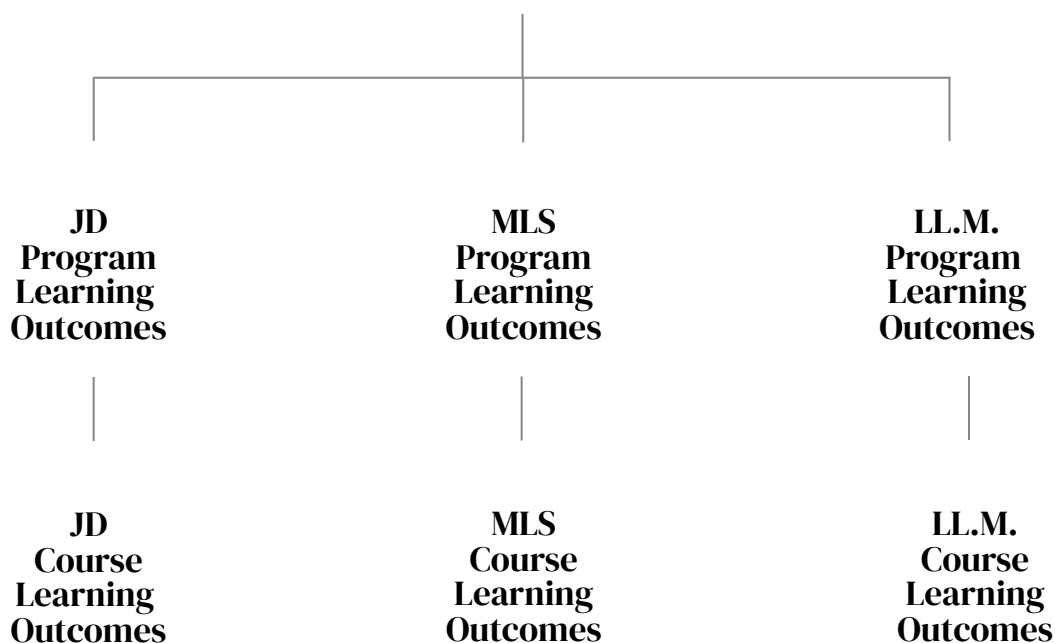 JD
Program
Learning
Outcomes
MLS
Program
Learning
Outcomes
LL.M.
Program
Learning
Outcomes
JD
Course
Learning
Outcomes
MLS
Course
Learning
Outcomes
LL.M.
Course
Learning
Outcomes